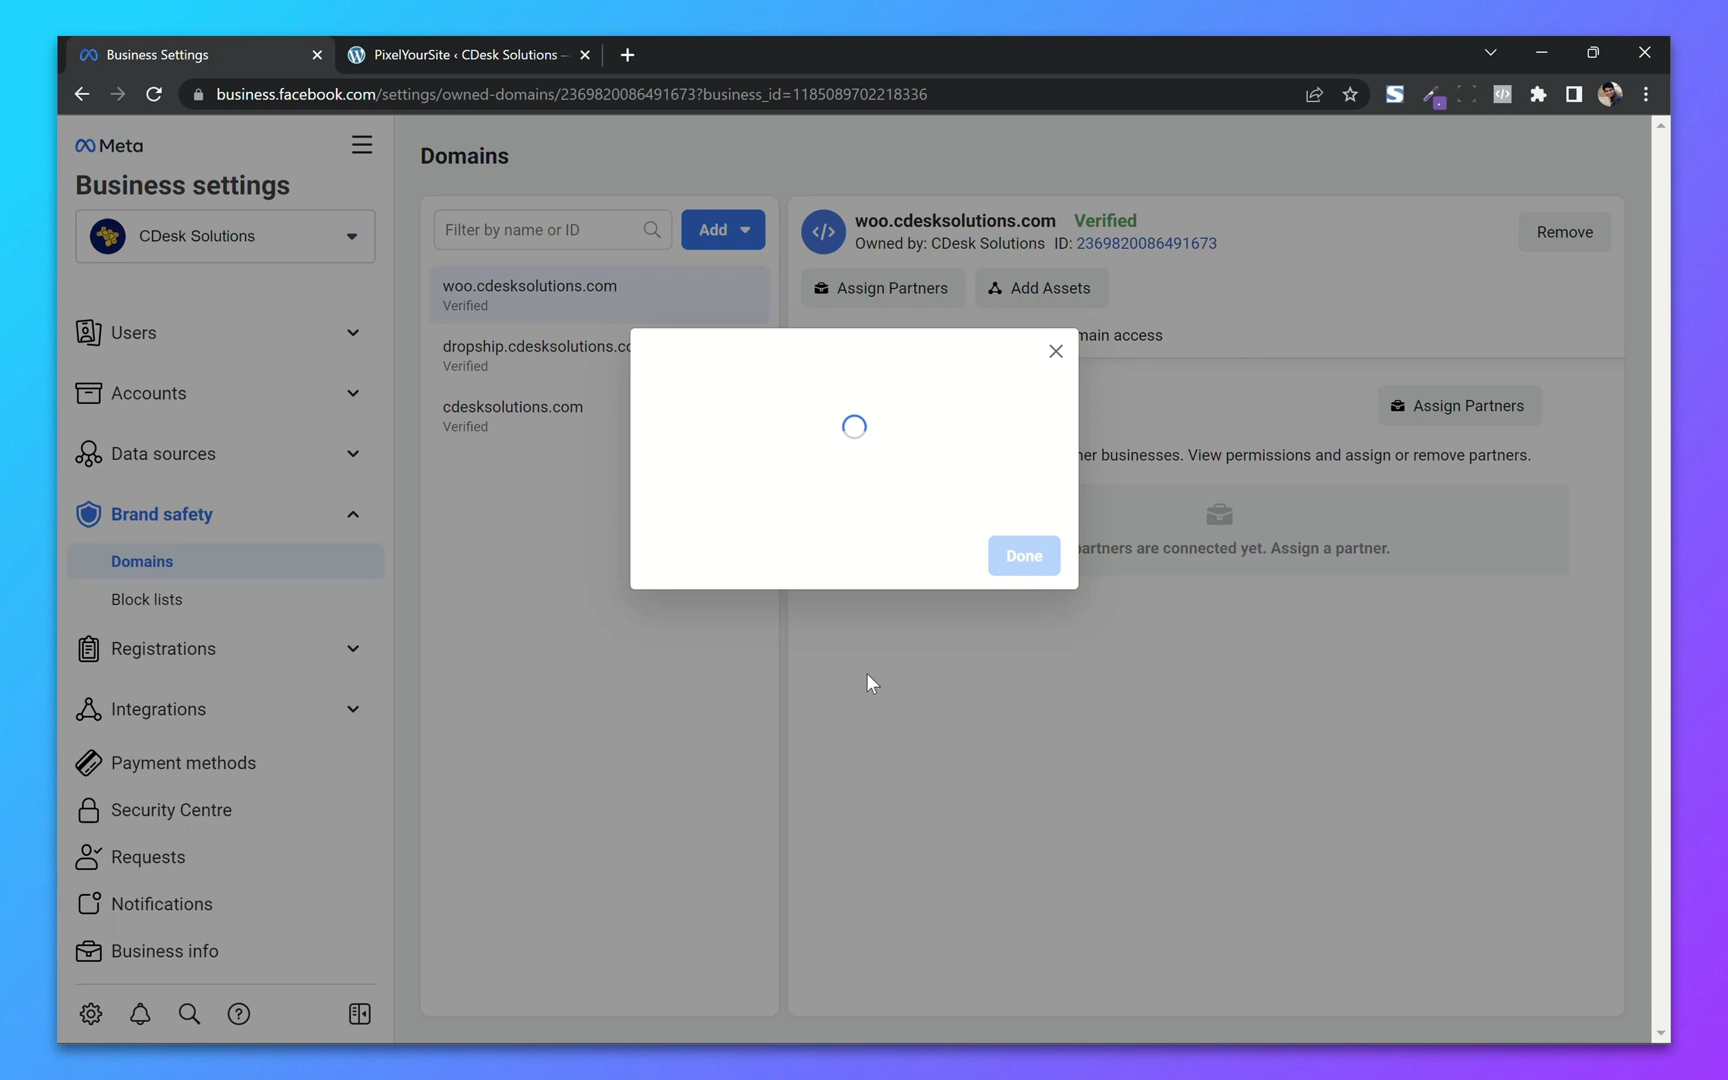 Business Settings
PixelYourSite ‹ CDesk Solutions –
business.facebook.com/settings/owned-domains/2369820086491673?business_id=1185089702218336
Meta
Business settings
CDesk Solutions
Users
Accounts
Data sources
Brand safety
Domains
Block lists
Registrations
Integrations
Payment methods
Security Centre
Requests
Notifications
Business info
Domains
Filter by name or ID
Add
woo.cdesksolutions.com
Verified
dropship.cdesksolutions.co
Verified
cdesksolutions.com
Verified
woo.cdesksolutions.com Verified
Owned by: CDesk Solutions ID: 2369820086491673
Remove
Assign Partners
Add Assets
main access
Assign Partners
her businesses. View permissions and assign or remove partners.
partners are connected yet. Assign a partner.
Done